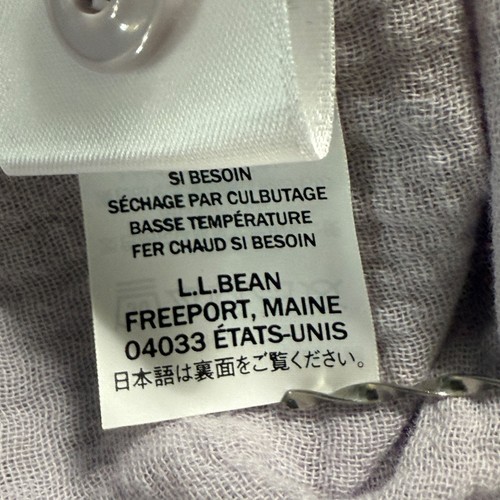 SI BESOIN
SÉCHAGE PAR CULBUTAGE
BASSE TEMPÉRATURE
FER CHAUD SI BESOIN
L.L.BEAN
FREEPORT, MAINE
04033 ÉTATS-UNIS
日本語は裏面をご覧ください。